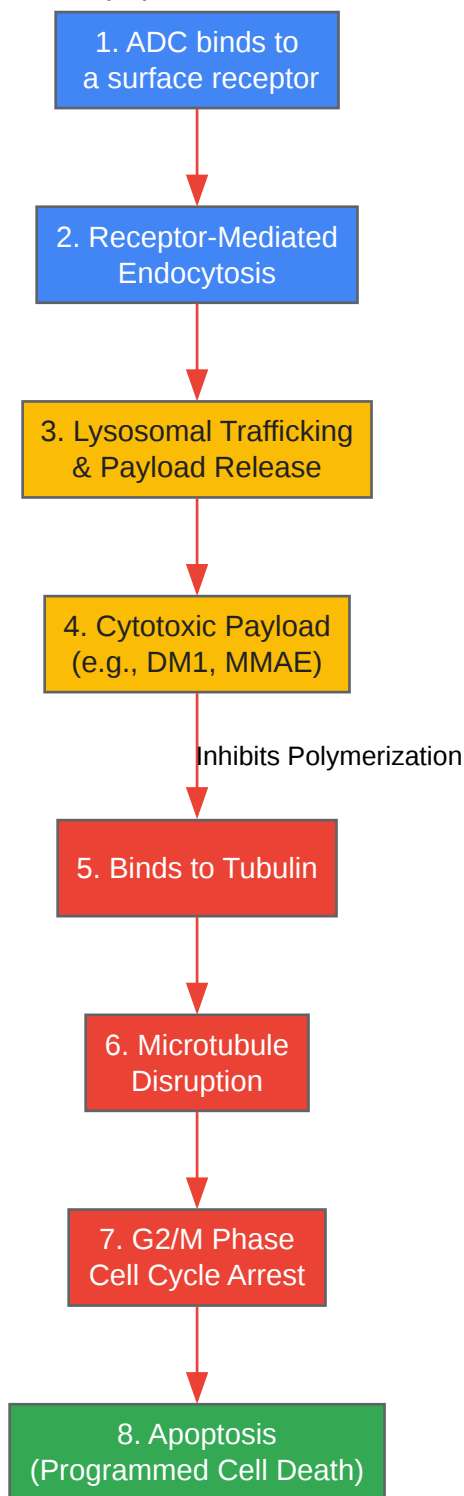 1. ADC binds to
a surface receptor
2. Receptor-Mediated
Endocytosis
3. Lysosomal Trafficking
& Payload Release
4. Cytotoxic Payload
(e.g., DM1, MMAE)
Inhibits Polymerization
5. Binds to Tubulin
6. Microtubule
Disruption
7. G2/M Phase
Cell Cycle Arrest
8. Apoptosis
(Programmed Cell Death)